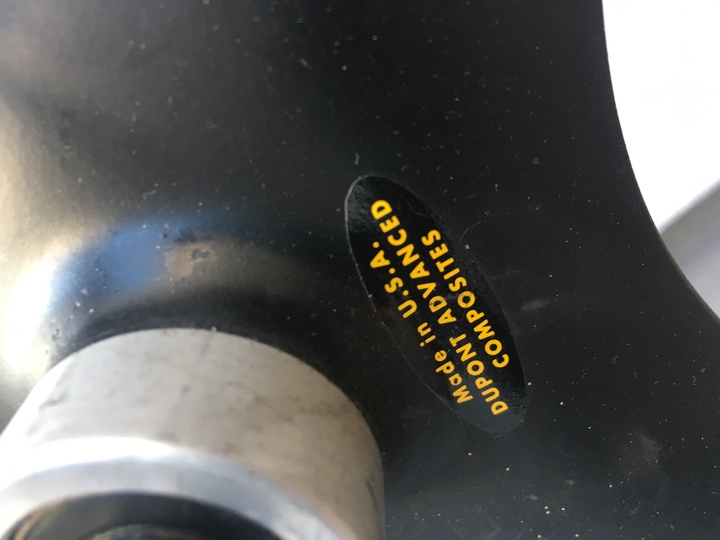 Made in U.S.A.
DUPONT ADVANCED
COMPOSITES